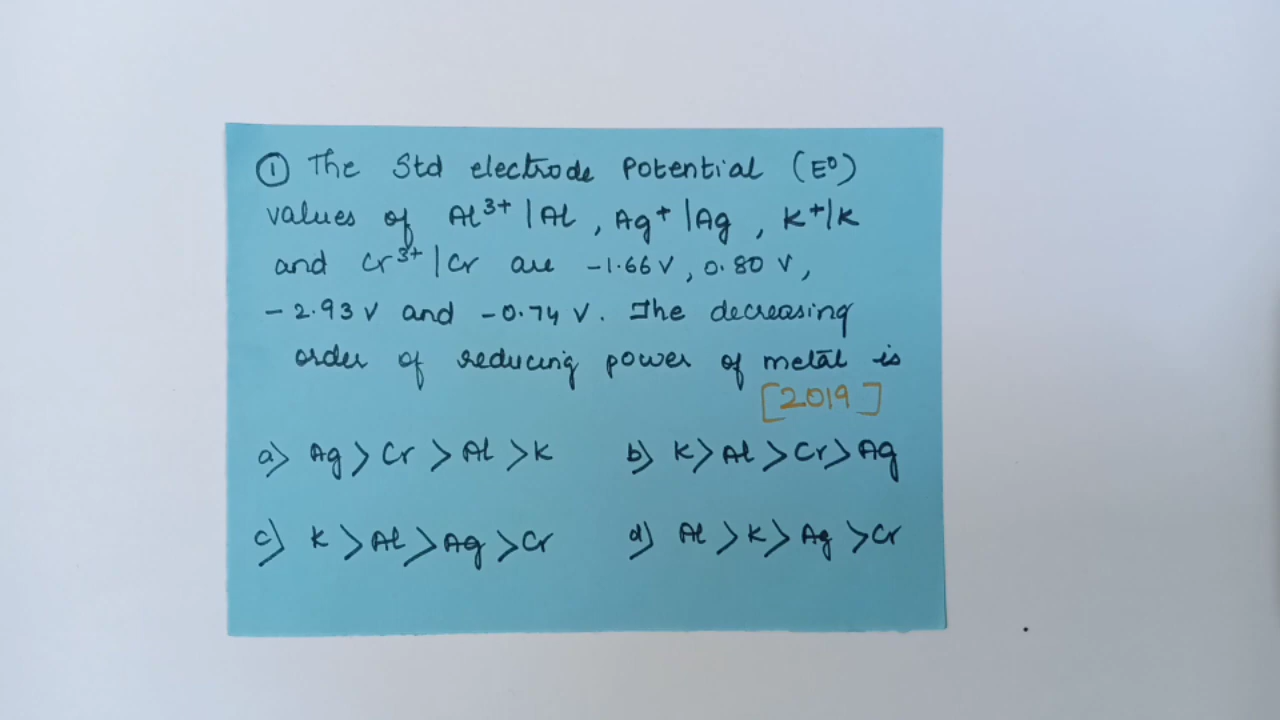 ① The Std electrode potential (E⁰)
values of Al³⁺|Al, Ag⁺|Ag, K⁺|K
and Cr³⁺|Cr are -1.66V, 0.80 V,
-2.93 V and -0.74 V. The decreasing
order of reducing power of metal is
[2019]
a) Ag > Cr > Al > K b) K > Al > Cr > Ag
c) K > Al > Ag > Cr d) Al > K > Ag > Cr